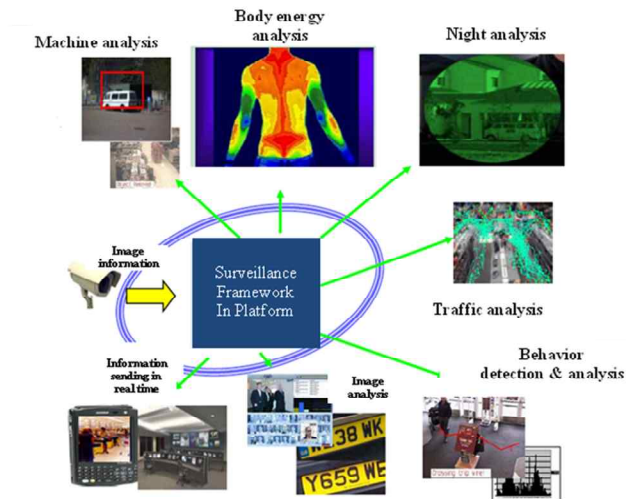 Body energy
analysis
Machine analysis
Night analysis
Image
information
Surveillance
Framework
In Platform
Traffic analysis
Behavior
detection & analysis
Information
sending in
real time
Image
analysis
38 WK
Y659 WE